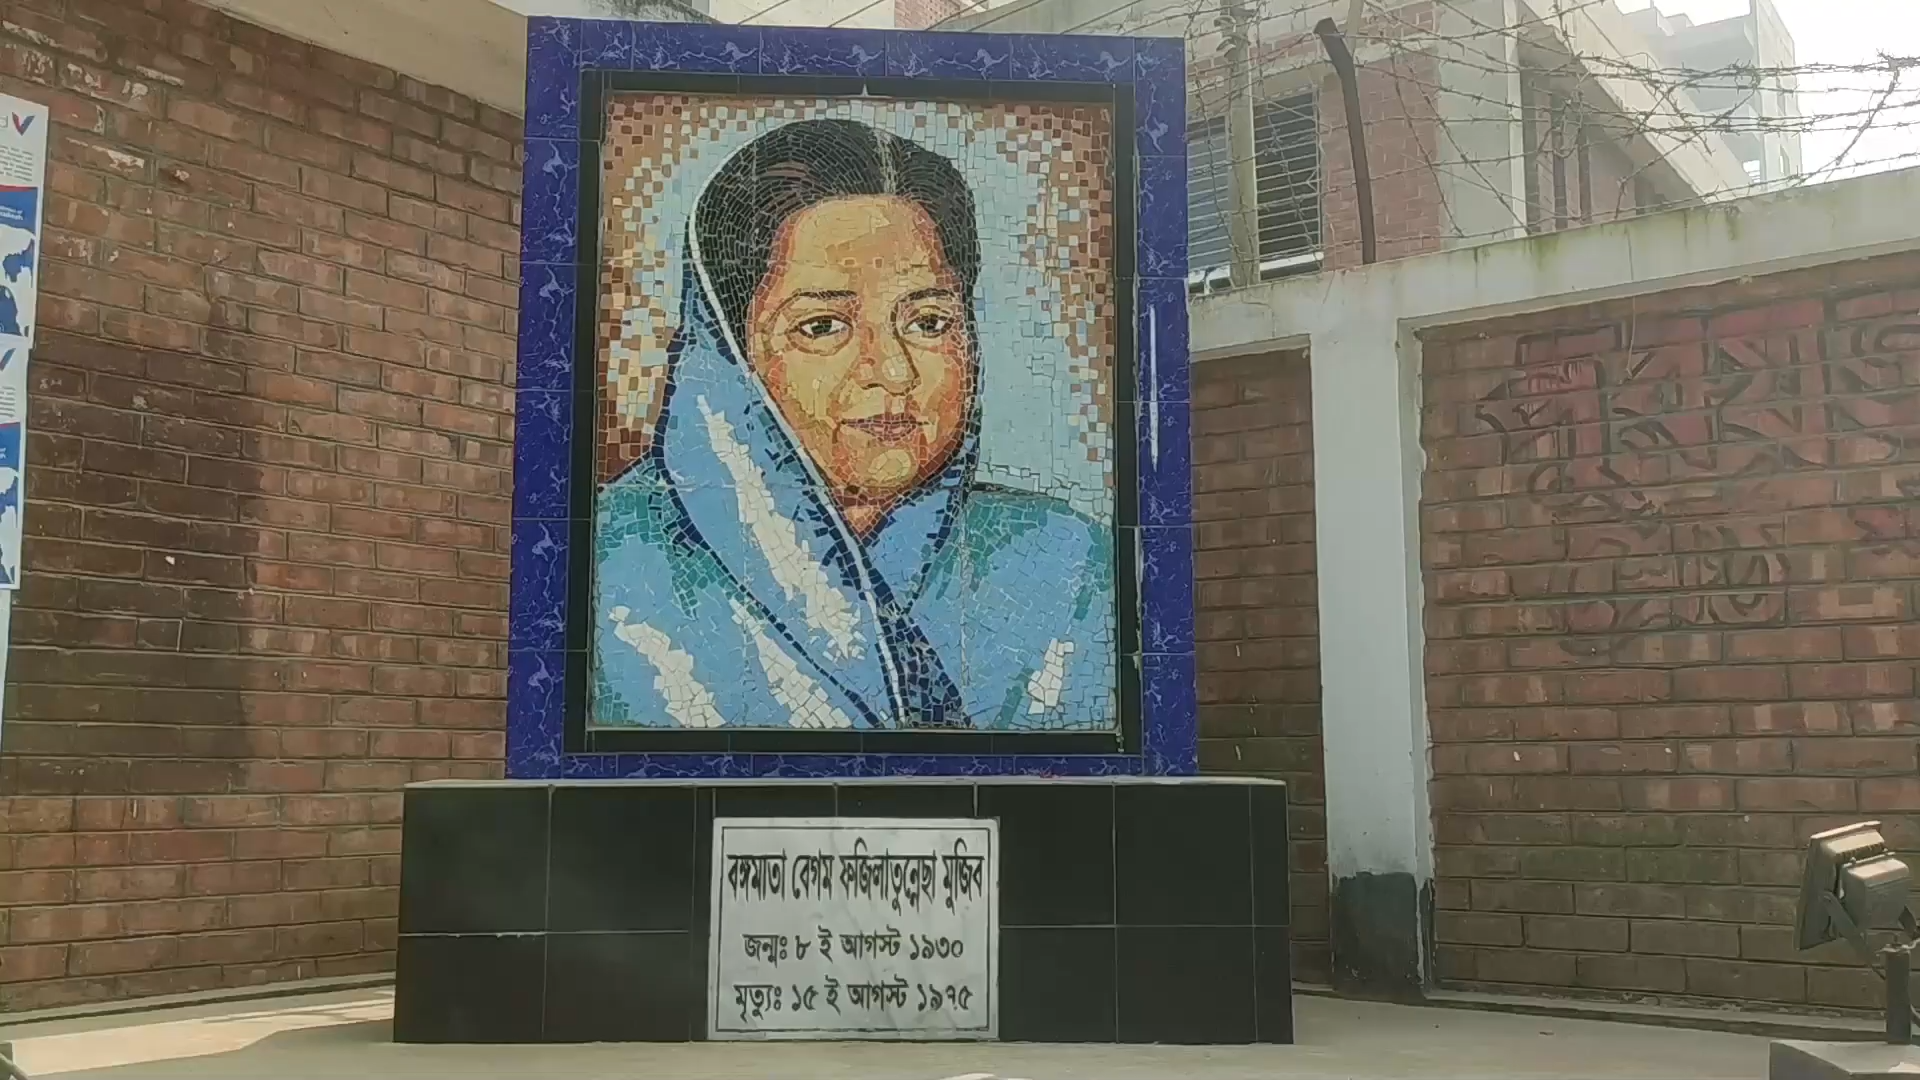 বঙ্গমাতা বেগম ফজিলাতুন্নেছা মুজিব
জন্মঃ ৮ ই আগস্ট ১৯৩০
মৃত্যুঃ ১৫ ই আগস্ট ১৯৭৫